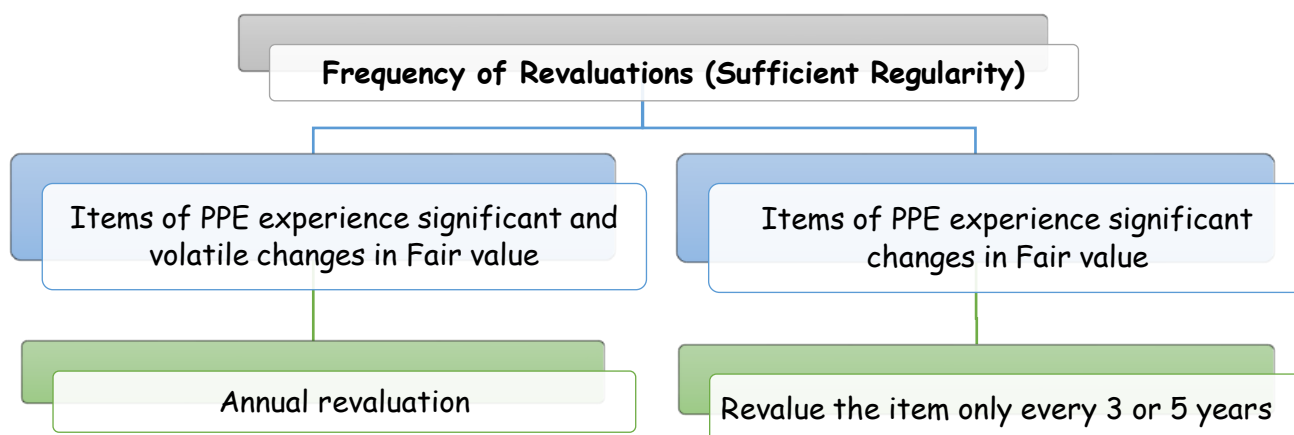 Frequency of Revaluations (Sufficient Regularity)
Items of PPE experience significant and
volatile changes in Fair value
Items of PPE experience significant
changes in Fair value
Annual revaluation
Revalue the item only every 3 or 5 years